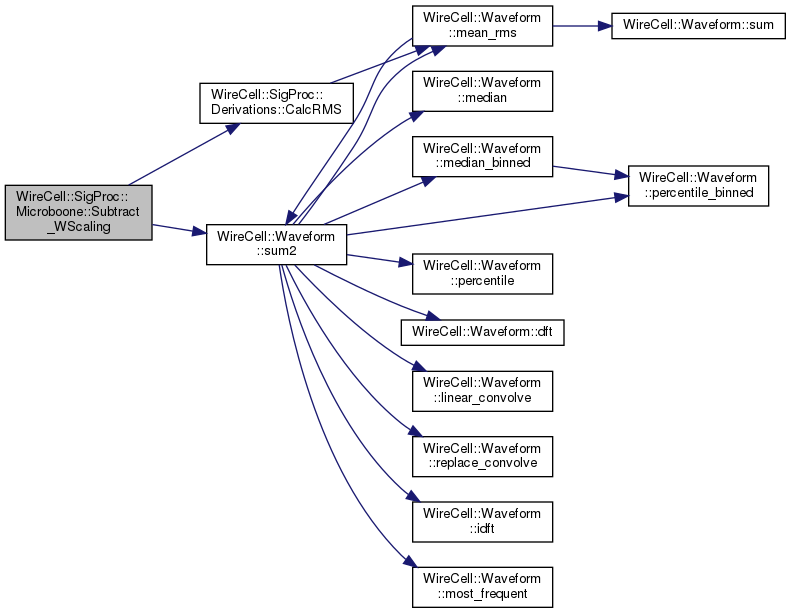 WireCell::SigProc::
Microboone::Subtract
_WScaling
WireCell::SigProc::
Derivations::CalcRMS
WireCell::Waveform
::sum2
WireCell::Waveform
::mean_rms
WireCell::Waveform::sum
WireCell::Waveform
::median
WireCell::Waveform
::median_binned
WireCell::Waveform
::percentile_binned
WireCell::Waveform
::percentile
WireCell::Waveform::dft
WireCell::Waveform
::linear_convolve
WireCell::Waveform
::replace_convolve
WireCell::Waveform
::idft
WireCell::Waveform
::most_frequent